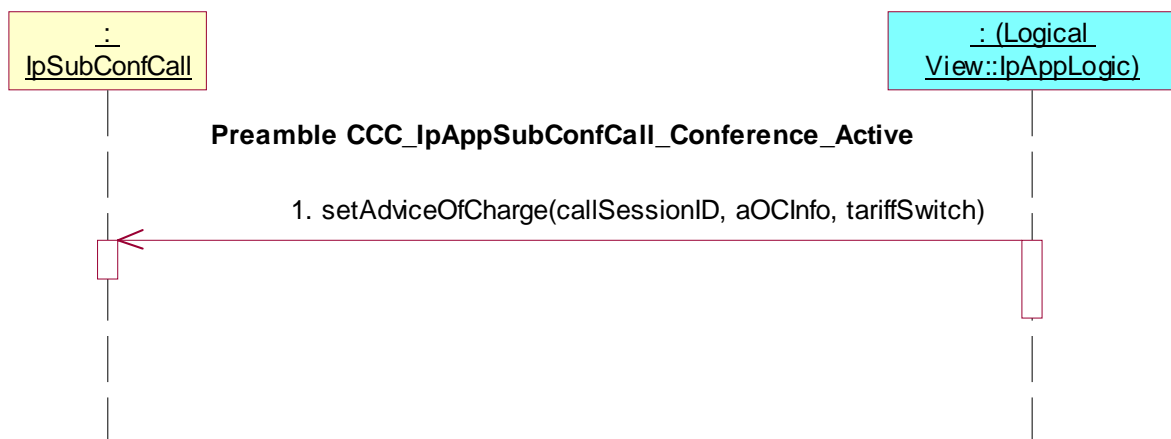 :
IpSubConfCall
: (Logical
View::IpAppLogic)
Preamble CCC_IpAppSubConfCall_Conference_Active
1. setAdviceOfCharge(callSessionID, aOCInfo, tariffSwitch)